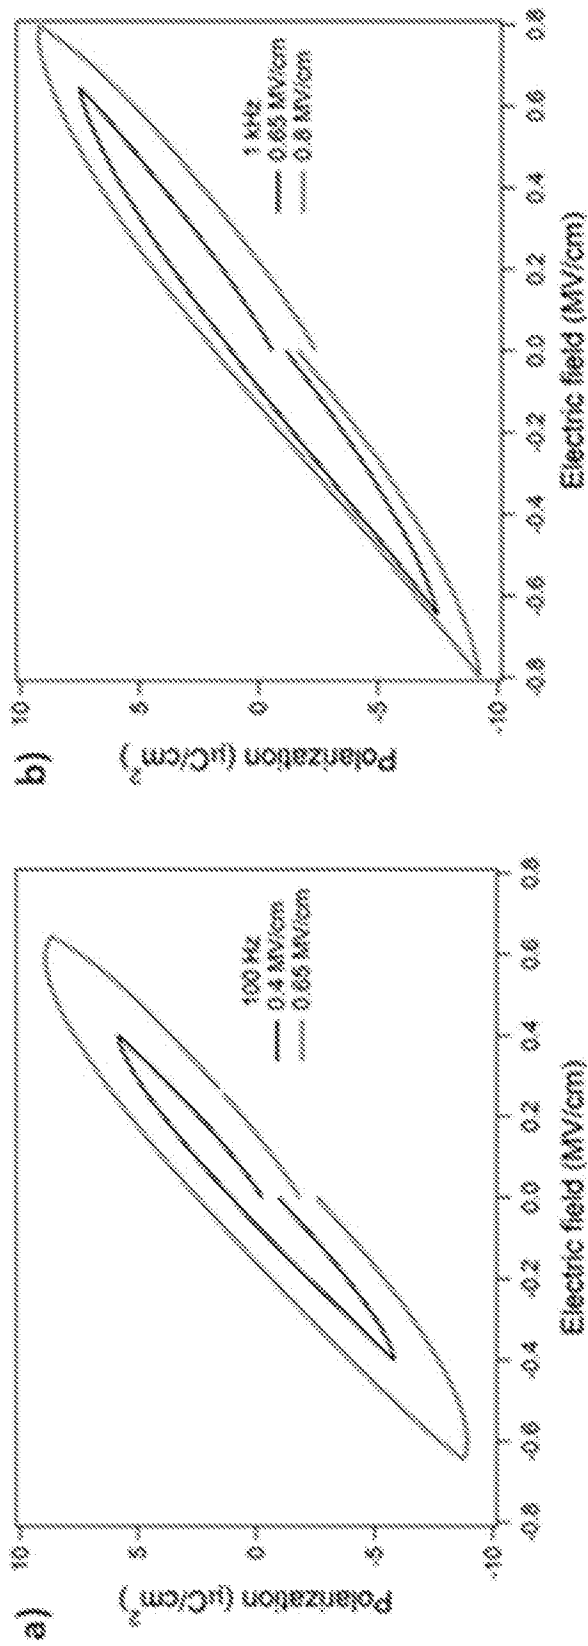 a)
Polarization (μC/cm²)
10
5
0
-5
-10
100 Hz
0.4 MV/cm
0.65 MV/cm
-0.8
-0.6
-0.4
-0.2
0.0
0.2
0.4
0.6
0.8
Electric field (MV/cm)
b)
Polarization (μC/cm²)
10
5
0
-5
-10
1 kHz
0.65 MV/cm
0.8 MV/cm
-0.8
-0.6
-0.4
-0.2
0.0
0.2
0.4
0.6
0.8
Electric field (MV/cm)